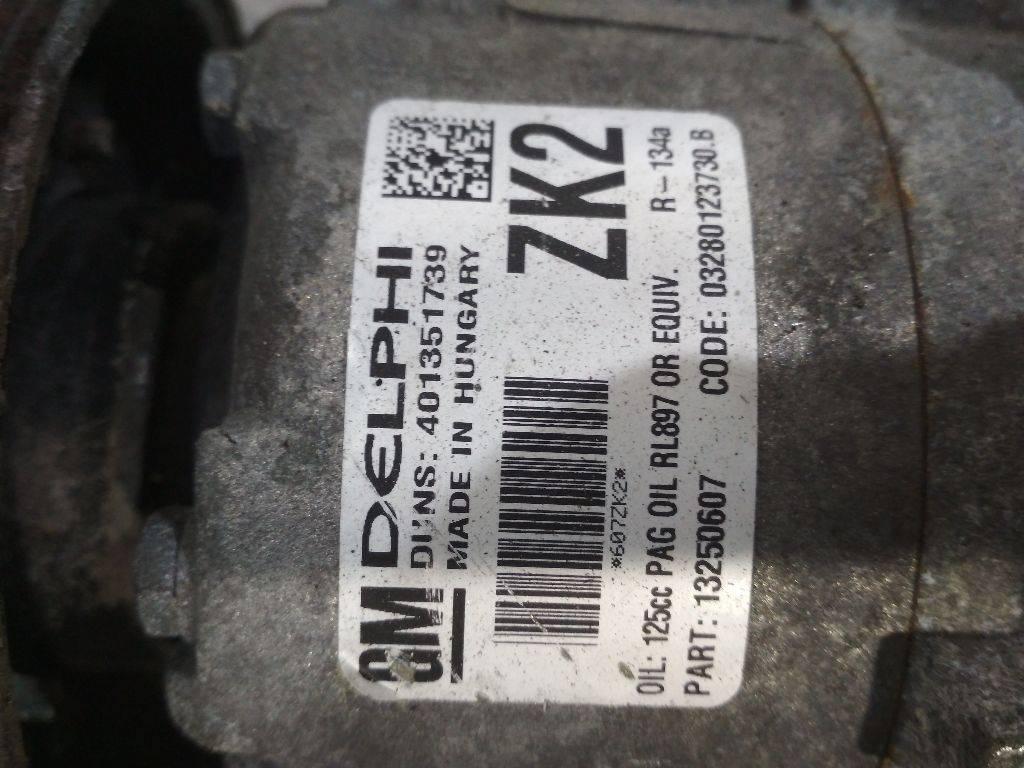 GM DELPHI
DUNS: 401351739
MADE IN HUNGARY
ZK2
*607ZK2*
OIL: 125cc PAG OIL RL897 OR EQUIV. R-134a
PART: 13250607 CODE: 03280123730.B